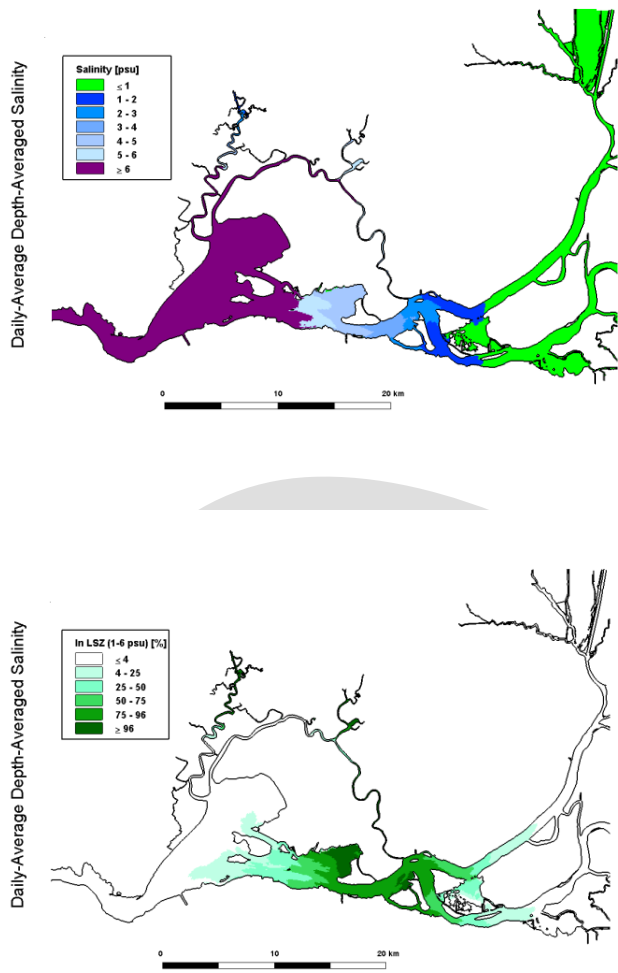 Daily-Average Depth-Averaged Salinity
Salinity [psu]
≤ 1
1 - 2
2 - 3
3 - 4
4 - 5
5 - 6
≥ 6
0 10 20 km
Daily-Average Depth-Averaged Salinity
In LSZ (1-6 psu) [%]
≤ 4
4 - 25
25 - 50
50 - 75
75 - 96
≥ 96
0 10 20 km